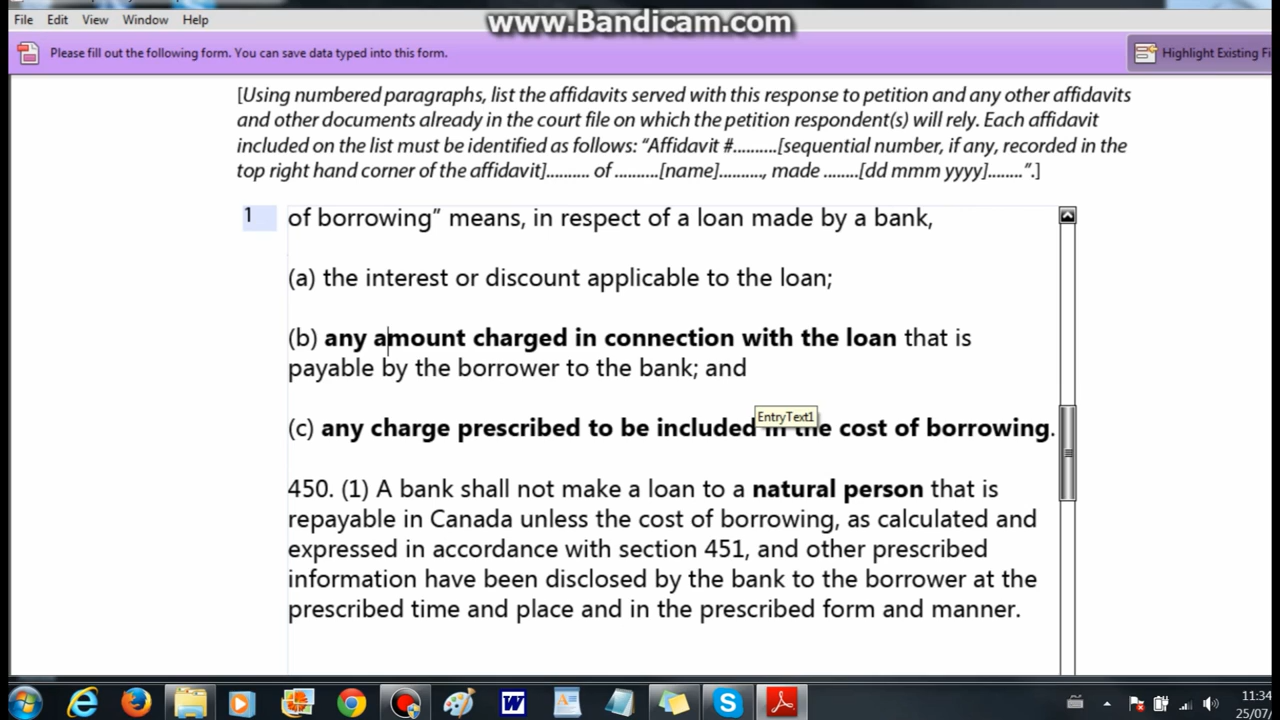 www.Bandicam.com
File Edit View Window Help
Please fill out the following form. You can save data typed into this form.
Highlight Existing Fi
[Using numbered paragraphs, list the affidavits served with this response to petition and any other affidavits
and other documents already in the court file on which the petition respondent(s) will rely. Each affidavit
included on the list must be identified as follows: “Affidavit #..........[sequential number, if any, recorded in the
top right hand corner of the affidavit].......... of ..........[name].........., made ........[dd mmm yyyy]........”.]
1
of borrowing” means, in respect of a loan made by a bank,
(a) the interest or discount applicable to the loan;
(b) any amount charged in connection with the loan that is
payable by the borrower to the bank; and
EntryText1
(c) any charge prescribed to be included in the cost of borrowing.
450. (1) A bank shall not make a loan to a natural person that is
repayable in Canada unless the cost of borrowing, as calculated and
expressed in accordance with section 451, and other prescribed
information have been disclosed by the bank to the borrower at the
prescribed time and place and in the prescribed form and manner.
11:34
25/07/